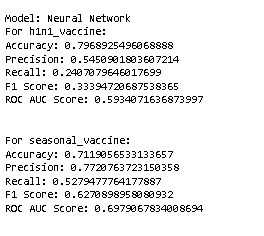 Model: Neural Network
For h1n1_vaccine:
Accuracy: 0.7968925496068888
Precision: 0.5450901803607214
Recall: 0.2407079646017699
F1 Score: 0.33394720687538365
ROC AUC Score: 0.5934071636873997
For seasonal_vaccine:
Accuracy: 0.7119056533133657
Precision: 0.7720763723150358
Recall: 0.5279477764177887
F1 Score: 0.6270898958080932
ROC AUC Score: 0.6979067834008694